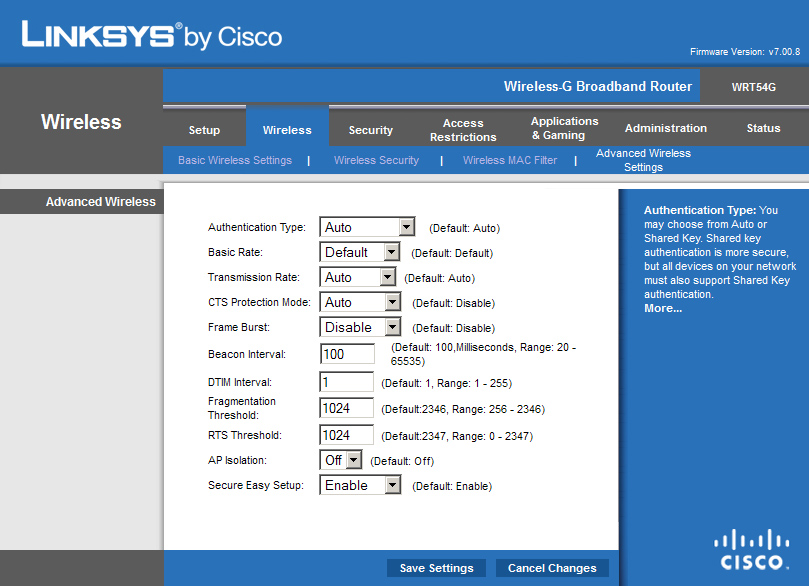 LINKSYS® by Cisco
Firmware Version: v7.00.8
Wireless-G Broadband Router
WRT54G
Wireless
Setup
Wireless
Security
Access
Restrictions
Applications
& Gaming
Administration
Status
Basic Wireless Settings |
Wireless Security |
Wireless MAC Filter |
Advanced Wireless
Settings
Advanced Wireless
Authentication Type: Auto (Default: Auto)
Basic Rate: Default (Default: Default)
Transmission Rate: Auto (Default: Auto)
CTS Protection Mode: Auto (Default: Disable)
Frame Burst: Disable (Default: Disable)
Beacon Interval: 100 (Default: 100,Milliseconds, Range: 20 -
65535)
DTIM Interval: 1 (Default: 1, Range: 1 - 255)
Fragmentation
Threshold: 1024 (Default:2346, Range: 256 - 2346)
RTS Threshold: 1024 (Default:2347, Range: 0 - 2347)
AP Isolation: Off (Default: Off)
Secure Easy Setup: Enable (Default: Enable)
Authentication Type: You
may choose from Auto or
Shared Key. Shared key
authentication is more secure,
but all devices on your network
must also support Shared Key
authentication.
More...
Save Settings
Cancel Changes
CISCO.